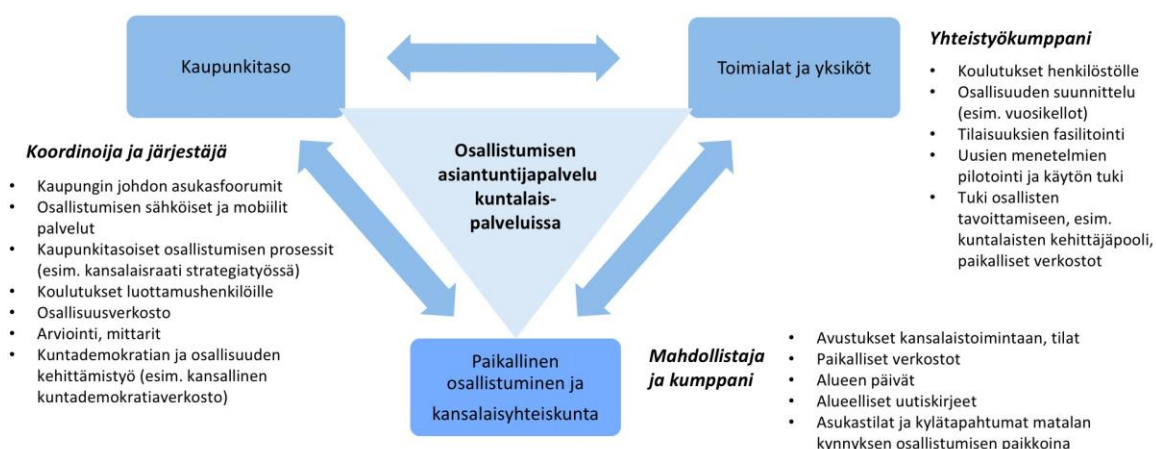 Kaupunkitaso
Toimialat ja yksiköt
Yhteistyökumppani
• Koulutukset henkilöstölle
• Osallisuuden suunnittelu
(esim. vuosikellot)
• Tilaisuuksien fasilitointi
• Uusien menetelmien
pilotointi ja käytön tuki
• Tuki osallisten
tavoittamiseen, esim.
kuntalaisten kehittäjäpooli,
paikalliset verkostot
Osallistumisen
asiantuntijapalvelu
kuntalais-
palveluissa
Koordinoija ja järjestäjä
• Kaupungin johdon asukasfoorumit
• Osallistumisen sähköiset ja mobiilit
palvelut
• Kaupunkitasoiset osallistumisen prosessit
(esim. kansalaisraati strategiatyössä)
• Koulutukset luottamushenkilöille
• Osallisuusverkosto
• Arviointi, mittarit
• Kuntademokratian ja osallisuuden
kehittämistyö (esim. kansallinen
kuntademokratiaverkosto)
Paikallinen
osallistuminen ja
kansalaisyhteiskunta
Mahdollistaja
ja kumppani
• Avustukset kansalaistoimintaan, tilat
• Paikalliset verkostot
• Alueen päivät
• Alueelliset uutiskirjeet
• Asukastilat ja kylätapahtumat matalan
kynnyksen osallistumisen paikkoina